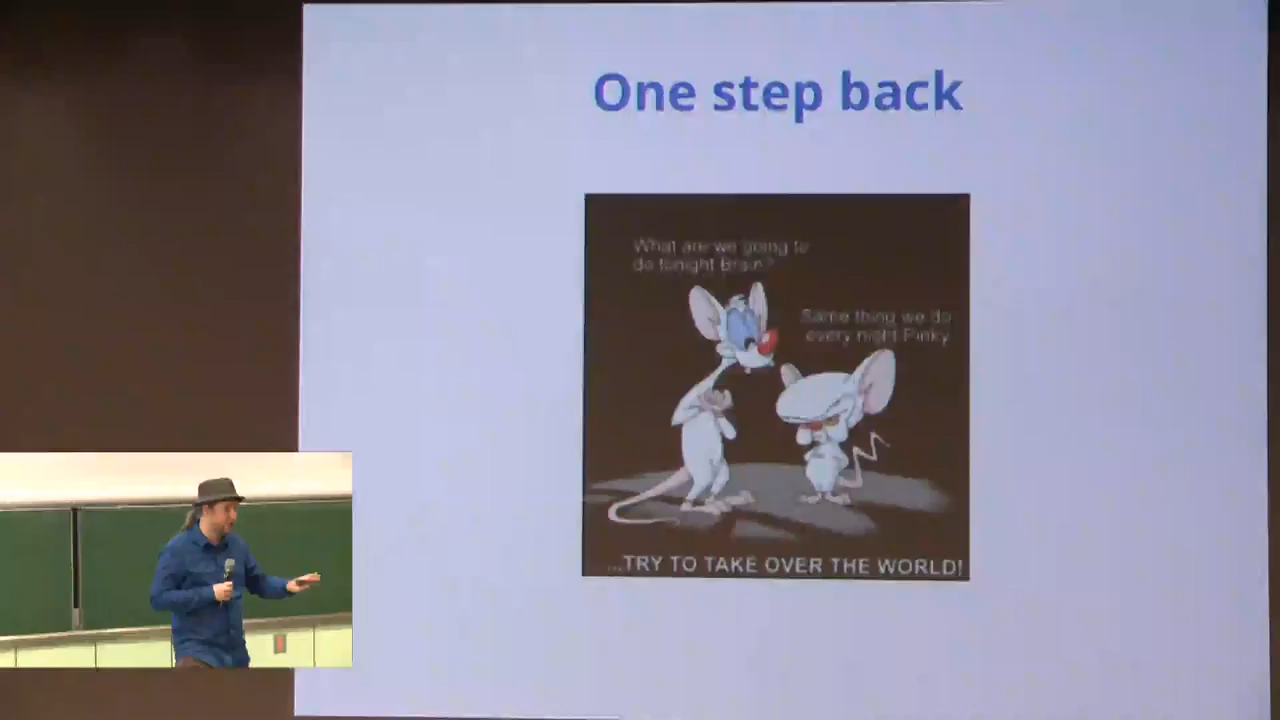 One step back
What are we going to
do tonight Brain?
Same thing we do
every night Pinky
...TRY TO TAKE OVER THE WORLD!